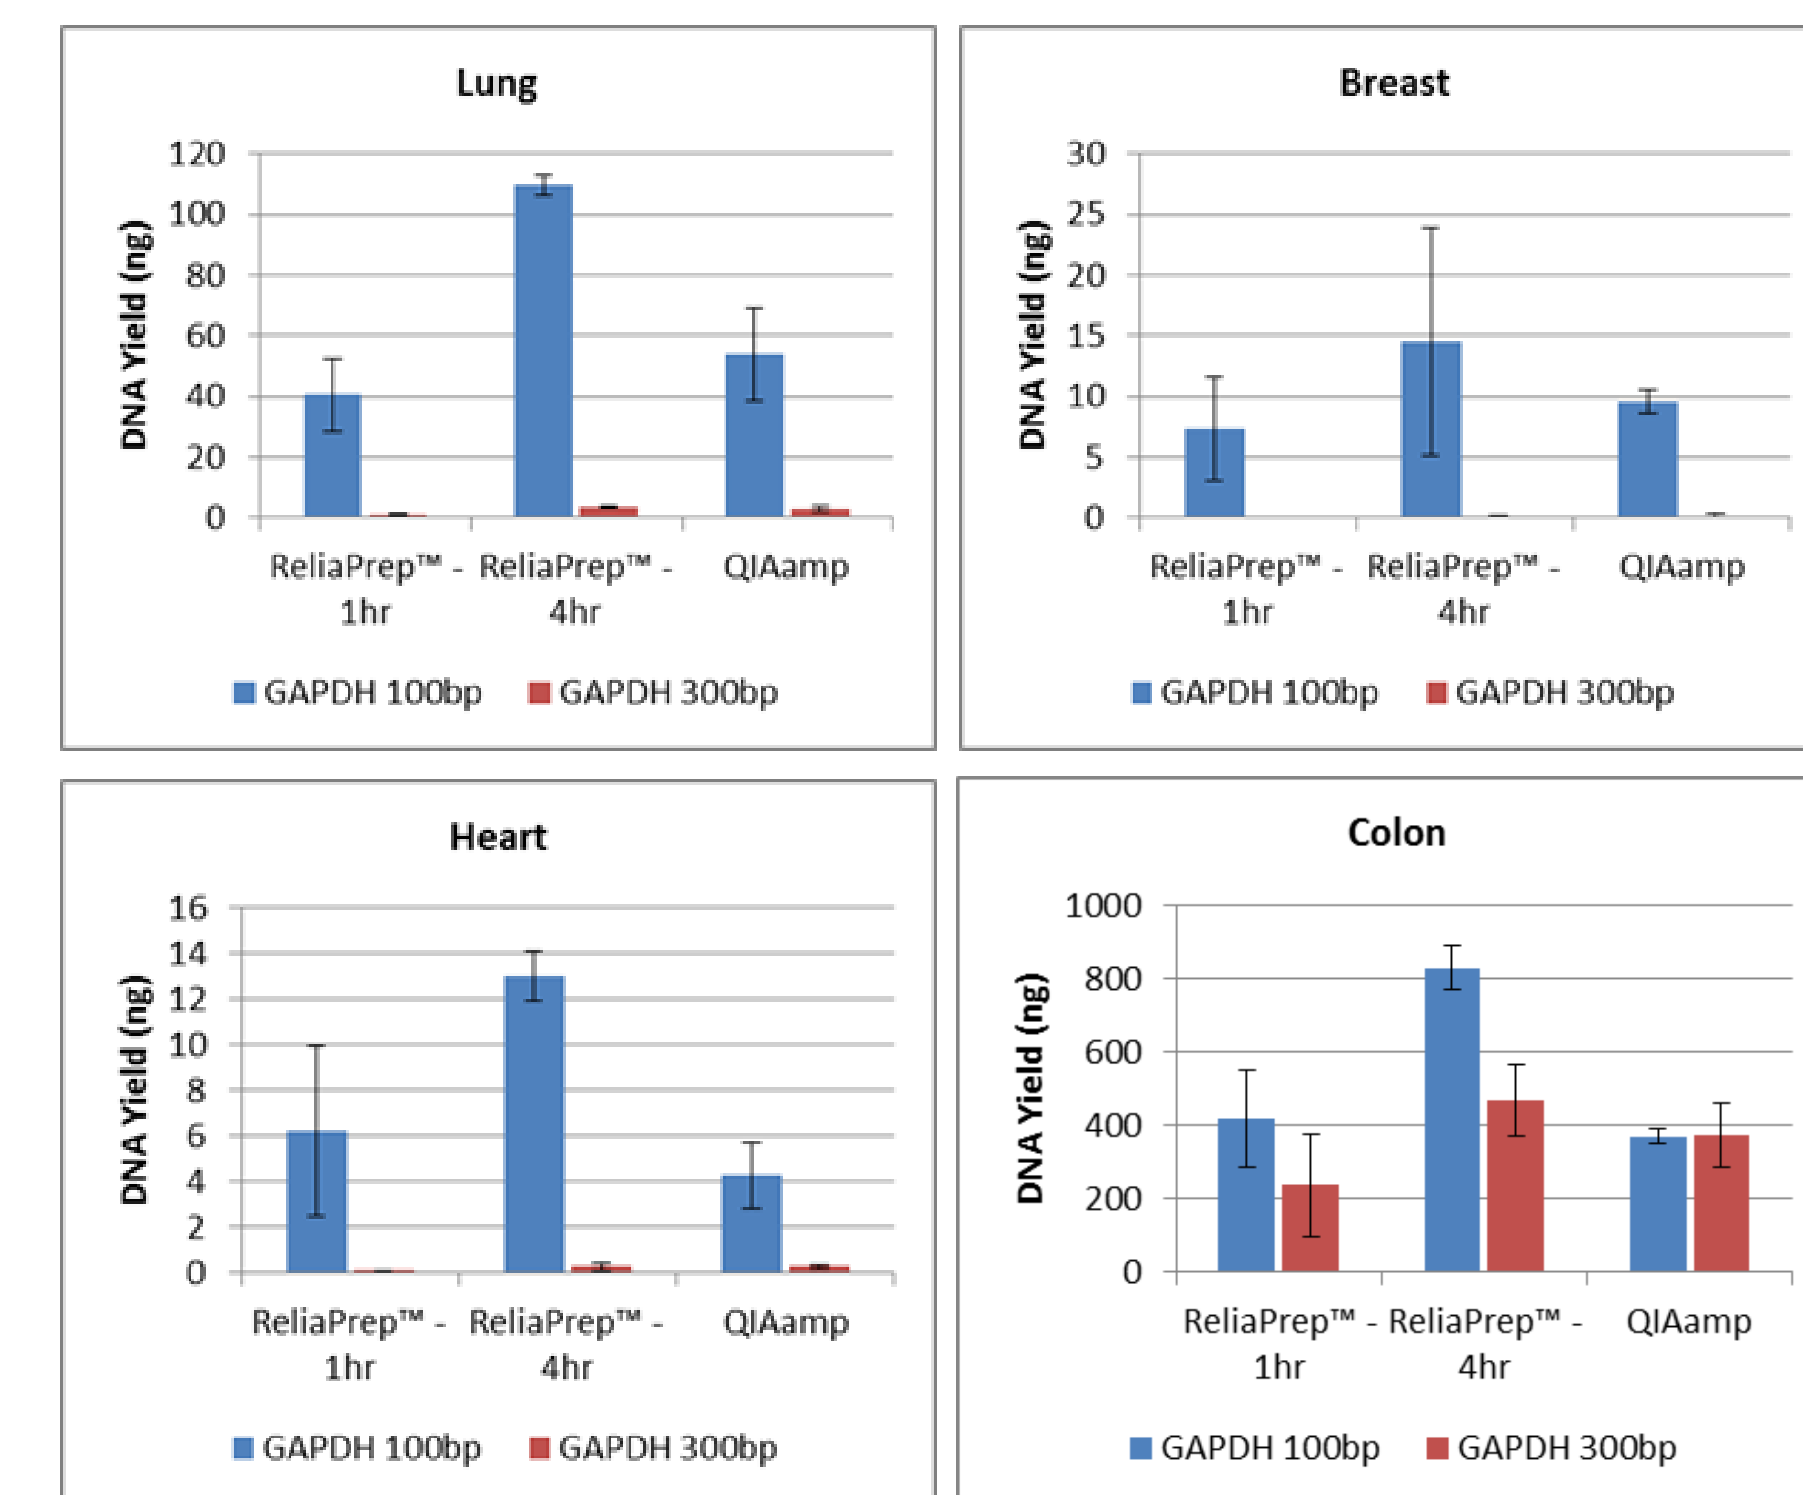 Lung
120
100
80
60
40
20
0
DNA Yield (ng)
ReliaPrep™ - ReliaPrep™ - QIAamp
1hr 4hr
GAPDH 100bp GAPDH 300bp
Breast
30
25
20
15
10
5
0
DNA Yield (ng)
ReliaPrep™ - ReliaPrep™ - QIAamp
1hr 4hr
GAPDH 100bp GAPDH 300bp
Heart
16
14
12
10
8
6
4
2
0
DNA Yield (ng)
ReliaPrep™ - ReliaPrep™ - QIAamp
1hr 4hr
GAPDH 100bp GAPDH 300bp
Colon
1000
800
600
400
200
0
DNA Yield (ng)
ReliaPrep™ - ReliaPrep™ - QIAamp
1hr 4hr
GAPDH 100bp GAPDH 300bp